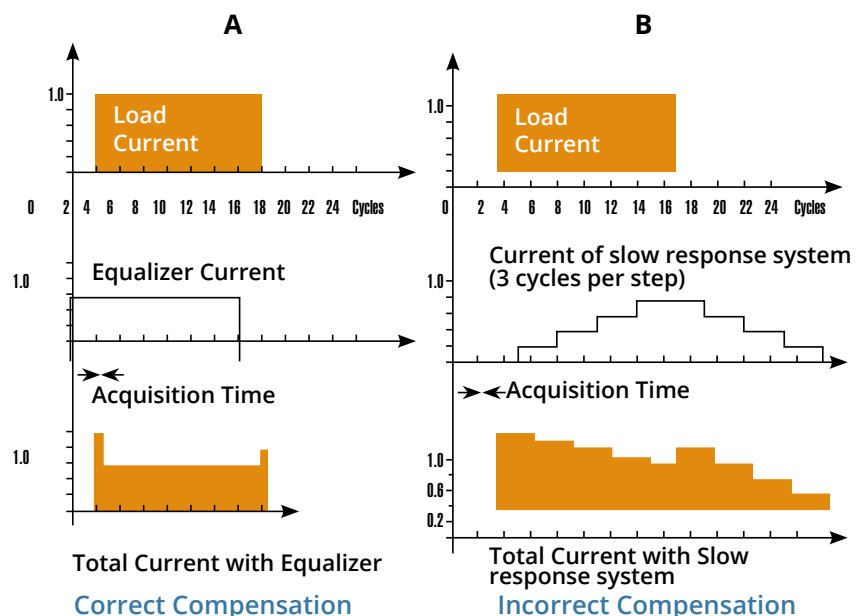 A
B
1.0
Load
Current
0 2 4 6 8 10 12 14 16 18 20 22 24 Cycles
1.0
Load
Current
0 2 4 6 8 10 12 14 16 18 20 22 24 Cycles
1.0
Equalizer Current
1.0
Current of slow response system
(3 cycles per step)
Acquisition Time
Acquisition Time
1.0
1.0
0.6
0.2
Total Current with Equalizer
Total Current with Slow
response system
Correct Compensation
Incorrect Compensation